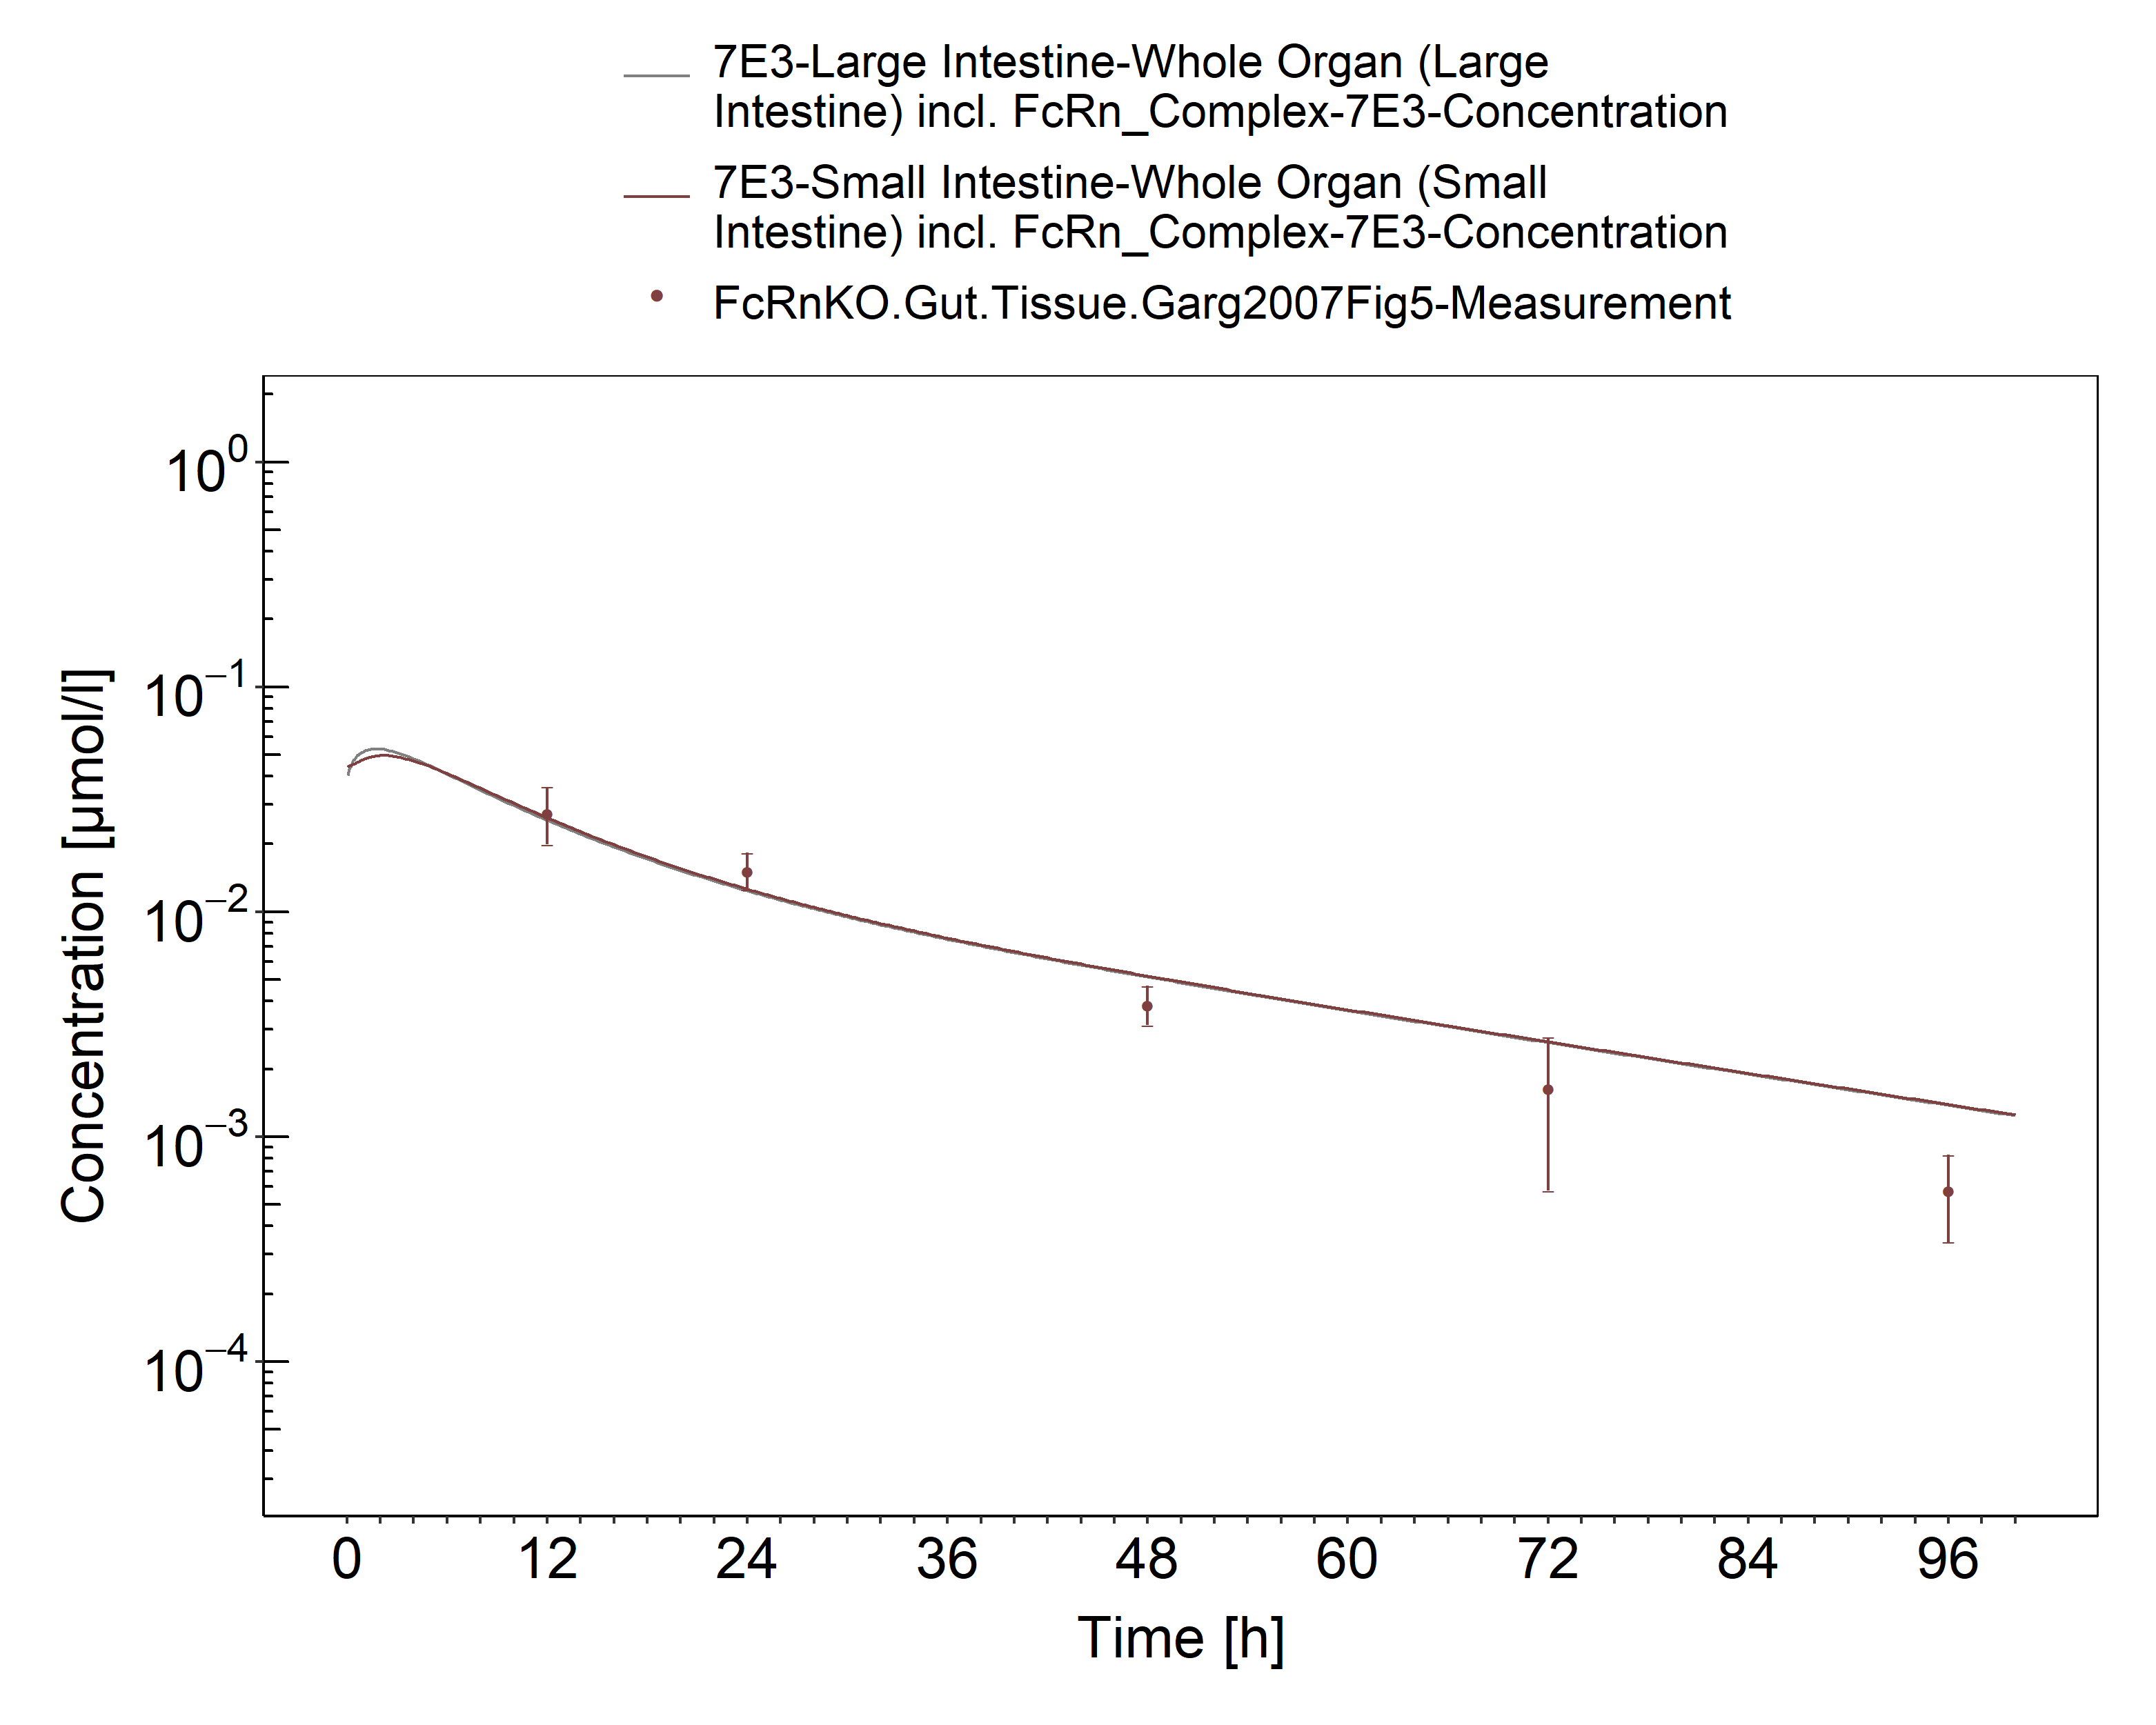 7E3-Large Intestine-Whole Organ (Large
Intestine) incl. FcRn_Complex-7E3-Concentration
7E3-Small Intestine-Whole Organ (Small
Intestine) incl. FcRn_Complex-7E3-Concentration
FcRnKO.Gut.Tissue.Garg2007Fig5-Measurement
Concentration [µmol/l]
10⁰
10⁻¹
10⁻²
10⁻³
10⁻⁴
0 12 24 36 48 60 72 84 96
Time [h]